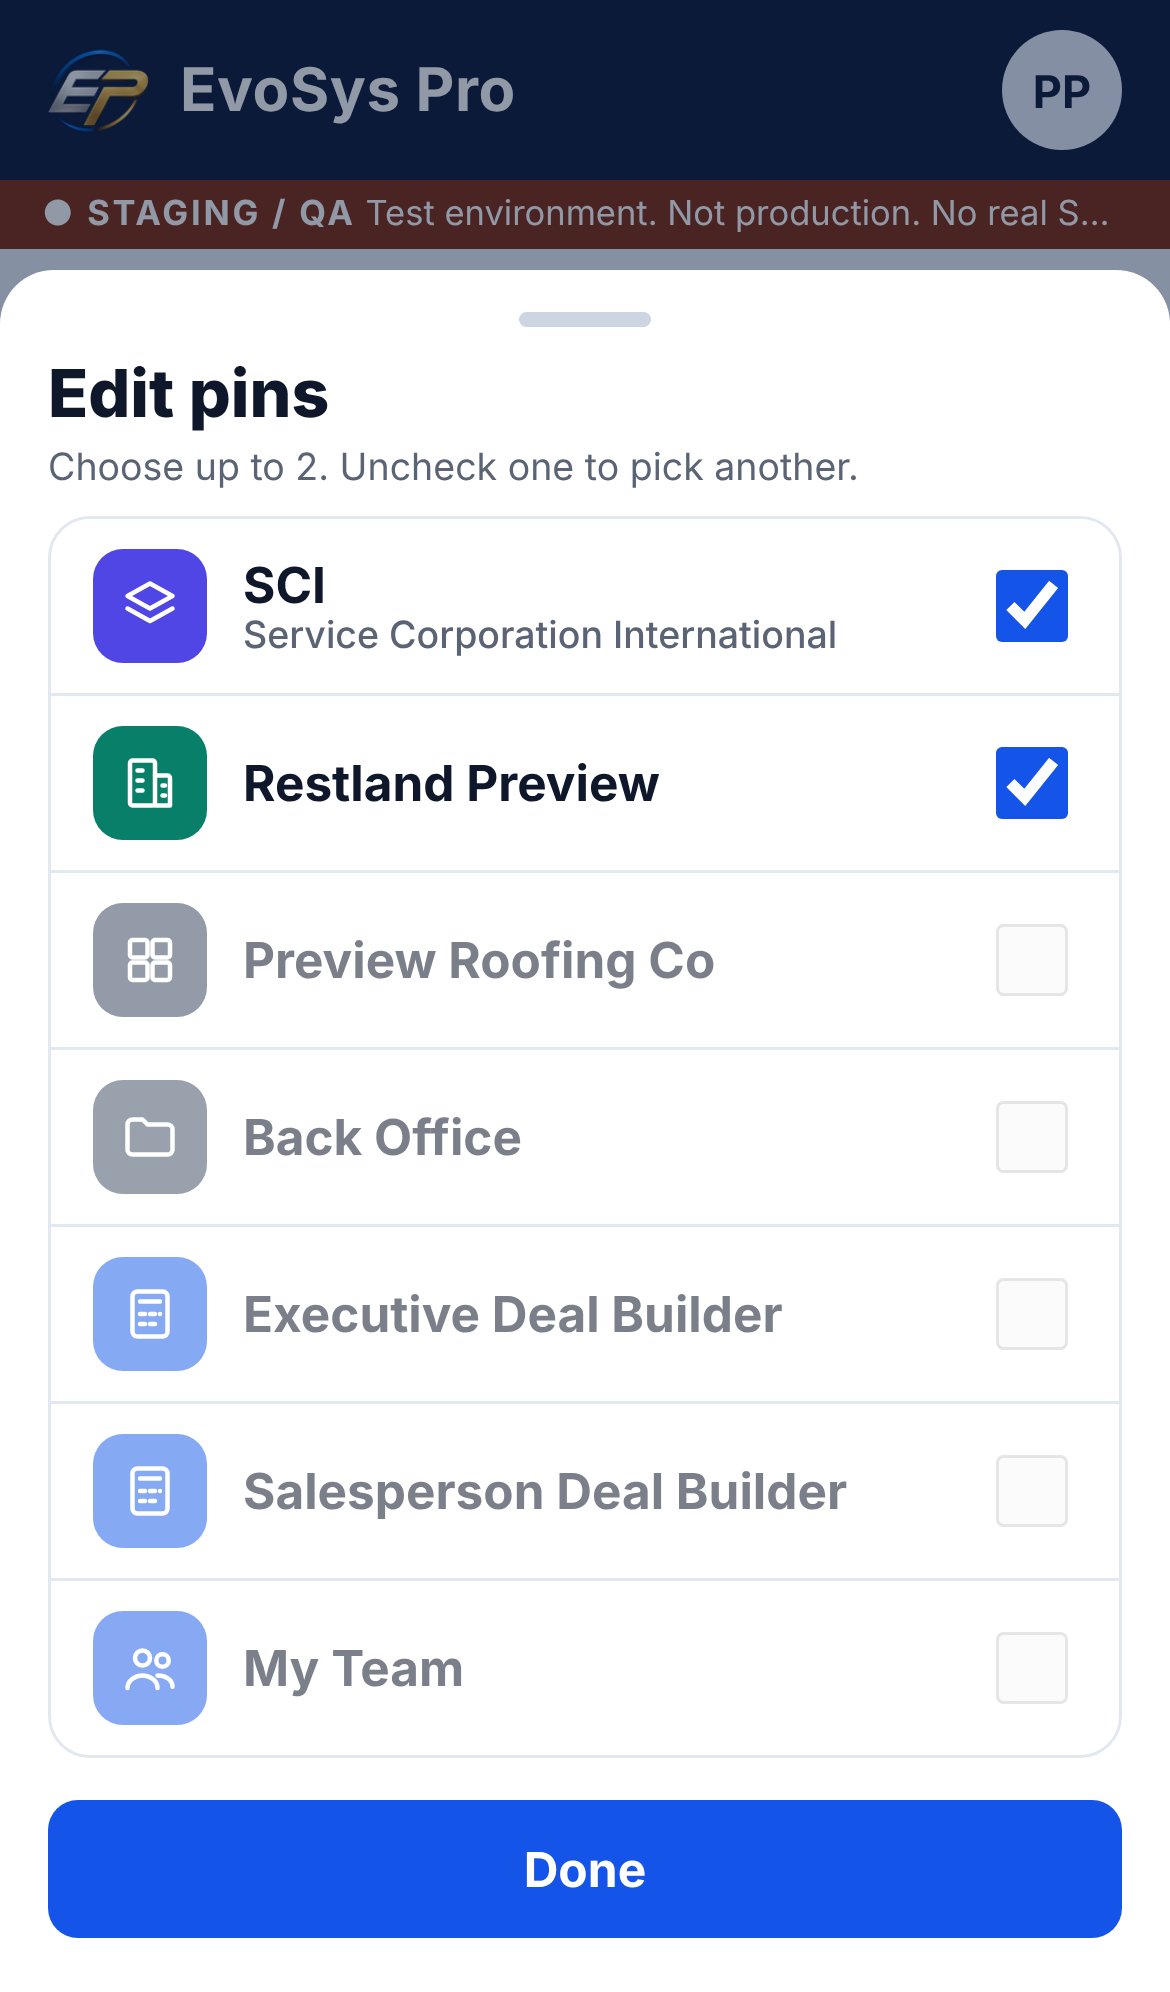 EP
EvoSys Pro
PP
STAGING / QA Test environment. Not production. No real S...
Edit pins
Choose up to 2. Uncheck one to pick another.
SCI
Service Corporation International
Restland Preview
Preview Roofing Co
Back Office
Executive Deal Builder
Salesperson Deal Builder
My Team
Done